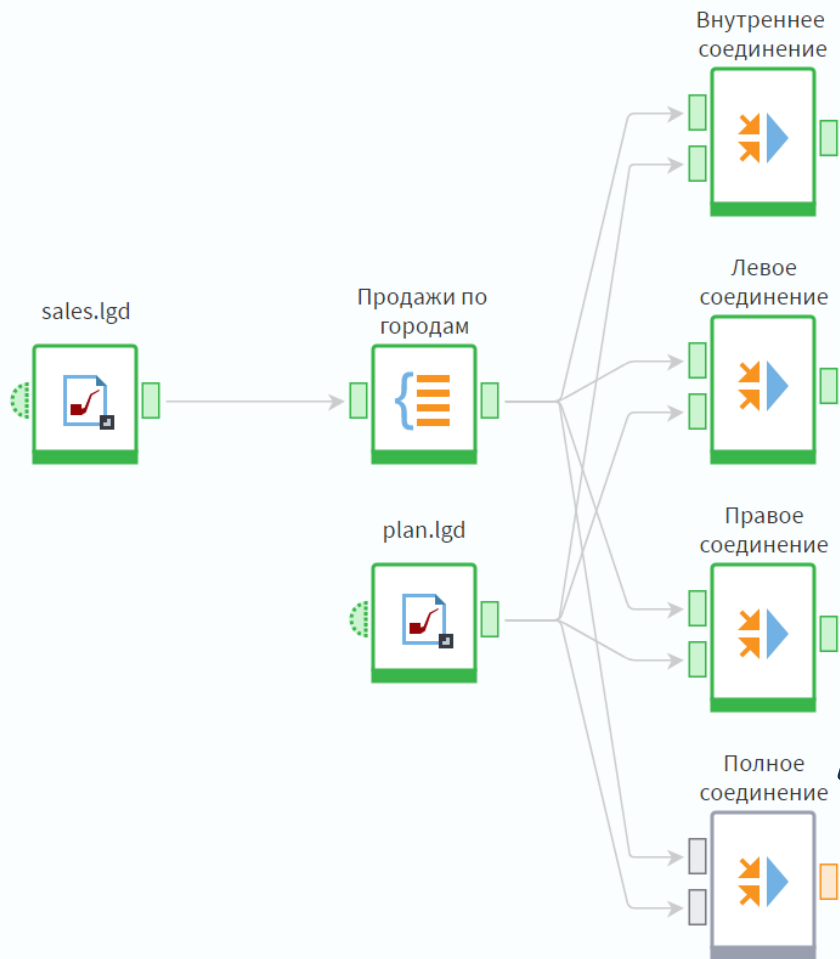 Внутреннее
соединение
Левое
соединение
sales.lgd
Продажи по
городам
plan.lgd
Правое
соединение
Полное
соединение